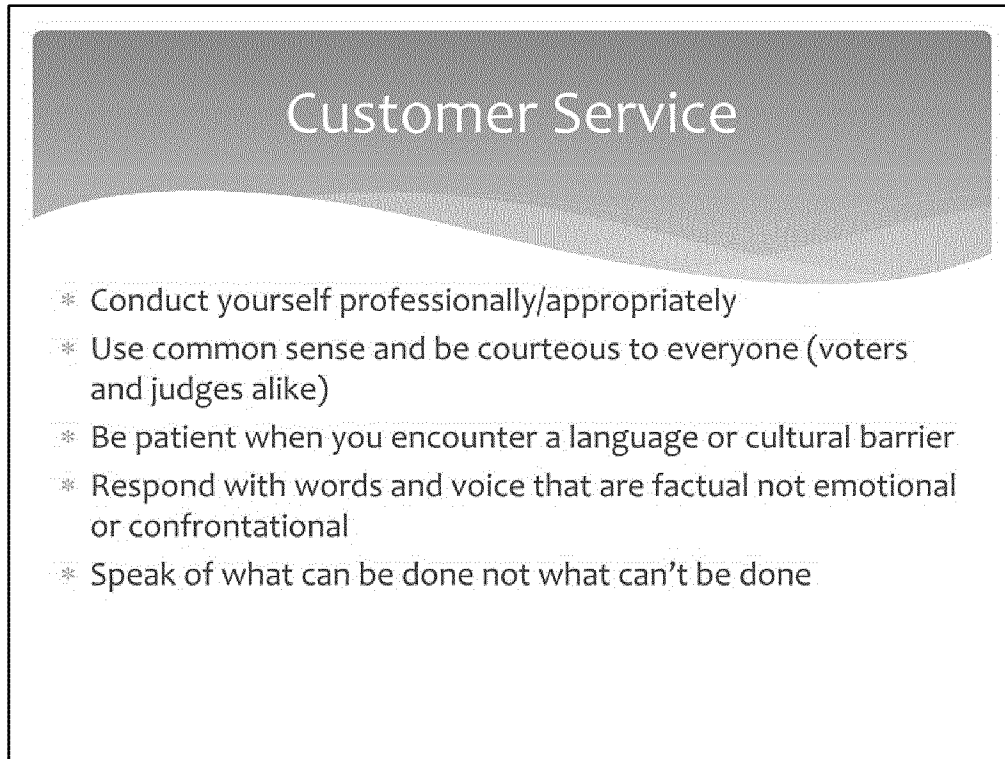 Customer Service
* Conduct yourself professionally/appropriately
* Use common sense and be courteous to everyone (voters
and judges alike)
* Be patient when you encounter a language or cultural barrier
* Respond with words and voice that are factual not emotional
or confrontational
* Speak of what can be done not what can't be done